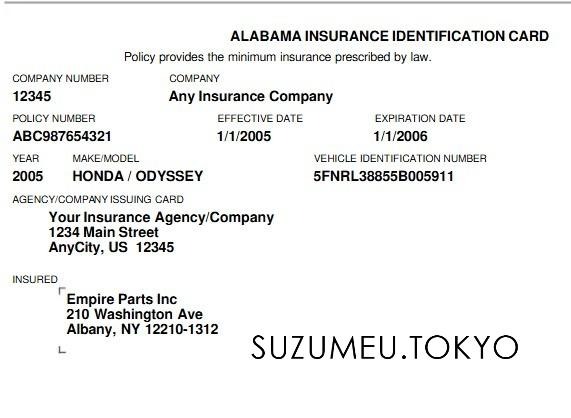 ALABAMA INSURANCE IDENTIFICATION CARD
Policy provides the minimum insurance prescribed by law.
COMPANY NUMBER COMPANY
12345 Any Insurance Company
POLICY NUMBER EFFECTIVE DATE EXPIRATION DATE
ABC987654321 1/1/2005 1/1/2006
YEAR MAKE/MODEL VEHICLE IDENTIFICATION NUMBER
2005 HONDA / ODYSSEY 5FNRL38855B005911
AGENCY/COMPANY ISSUING CARD
Your Insurance Agency/Company
1234 Main Street
AnyCity, US 12345
INSURED
Empire Parts Inc
210 Washington Ave
Albany, NY 12210-1312
SUZUMEU.TOKYO